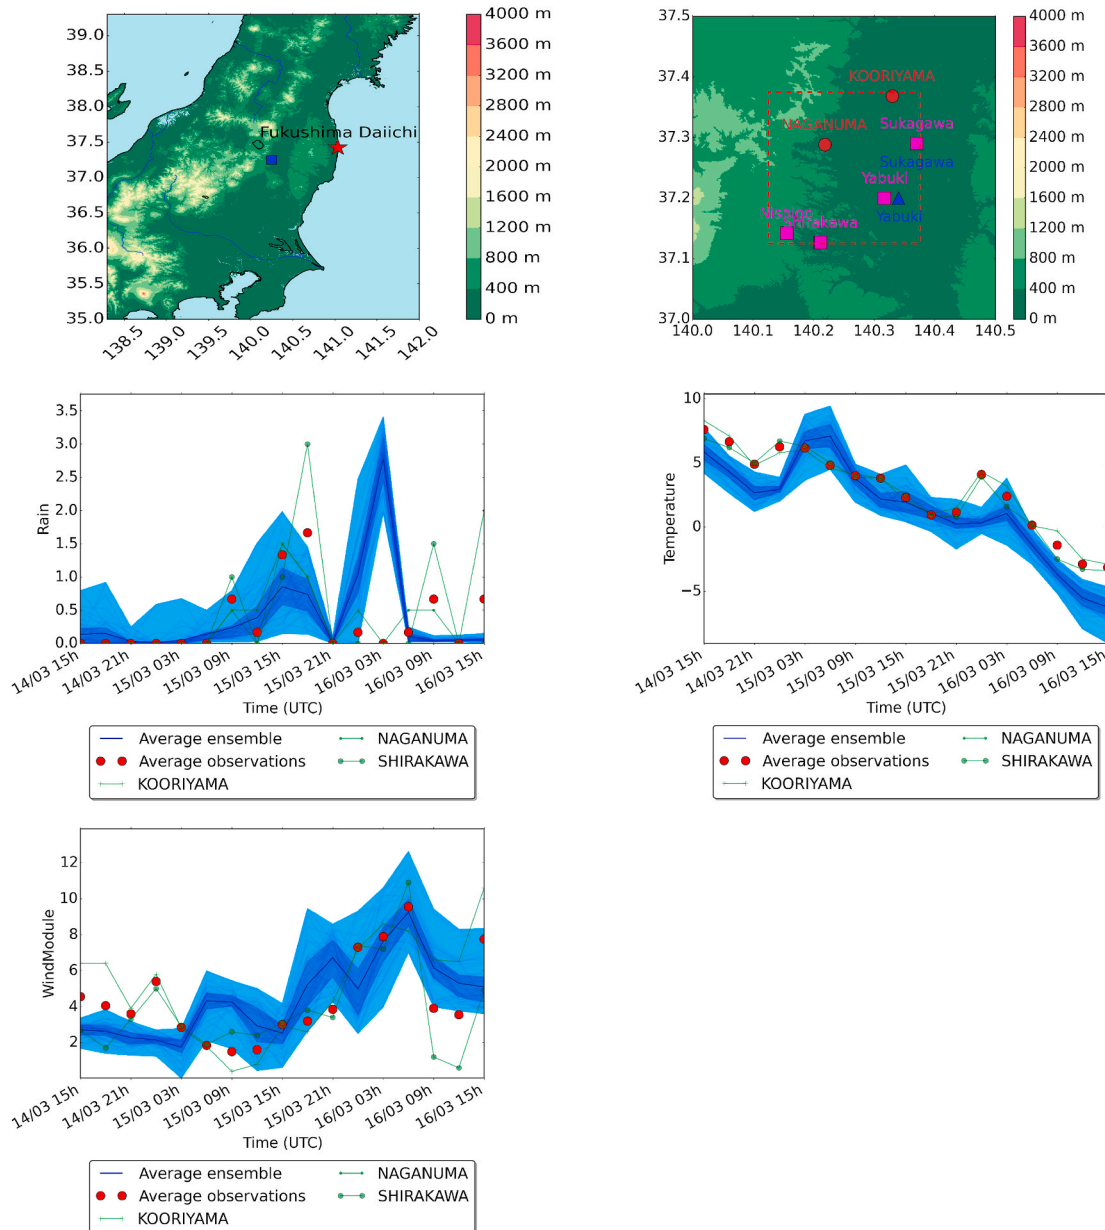 39.0
38.5
38.0
37.5
37.0
36.5
36.0
35.5
35.0
138.5
139.0
139.5
140.0
140.5
141.0
141.5
142.0
Fukushima Daiichi
4000 m
3600 m
3200 m
2800 m
2400 m
2000 m
1600 m
1200 m
800 m
400 m
0 m
37.5
37.4
37.3
37.2
37.1
37.0
140.0
140.1
140.2
140.3
140.4
140.5
KOORIYAMA
NAGANUMA
Sukagawa
Sukagawa
Yabuki
Yabuki
Nishigo
Shirakawa
4000 m
3600 m
3200 m
2800 m
2400 m
2000 m
1600 m
1200 m
800 m
400 m
0 m
Rain
3.5
3.0
2.5
2.0
1.5
1.0
0.5
0.0
14/03 15h
14/03 21h
15/03 03h
15/03 09h
15/03 15h
15/03 21h
16/03 03h
16/03 09h
16/03 15h
Time (UTC)
Average ensemble
Average observations
KOORIYAMA
NAGANUMA
SHIRAKAWA
Temperature
10
5
0
−5
14/03 15h
14/03 21h
15/03 03h
15/03 09h
15/03 15h
15/03 21h
16/03 03h
16/03 09h
16/03 15h
Time (UTC)
Average ensemble
Average observations
KOORIYAMA
NAGANUMA
SHIRAKAWA
WindModule
12
10
8
6
4
2
14/03 15h
14/03 21h
15/03 03h
15/03 09h
15/03 15h
15/03 21h
16/03 03h
16/03 09h
16/03 15h
Time (UTC)
Average ensemble
Average observations
KOORIYAMA
NAGANUMA
SHIRAKAWA